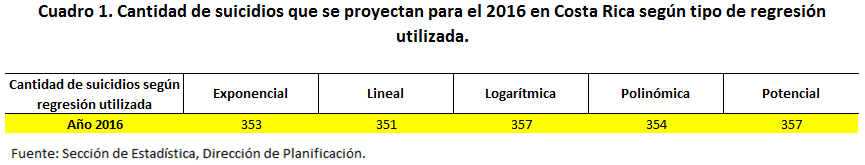 Cuadro 1. Cantidad de suicidios que se proyectan para el 2016 en Costa Rica según tipo de regresión
utilizada.
Cantidad de suicidios según
regresión utilizada
Exponencial Lineal Logarítmica Polinómica Potencial
Año 2016 353 351 357 354 357
Fuente: Sección de Estadística, Dirección de Planificación.